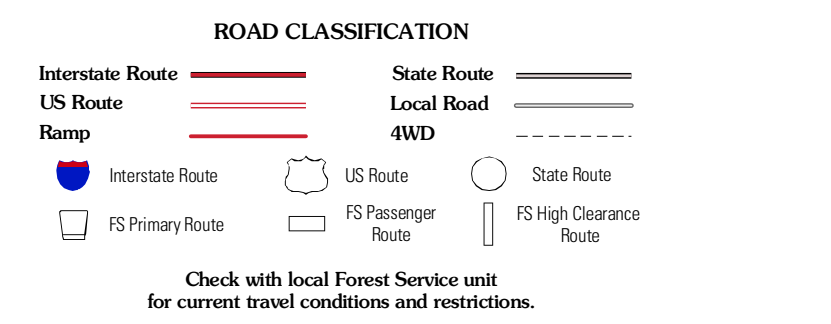 ROAD CLASSIFICATION
Interstate Route
State Route
US Route
Local Road
Ramp
4WD
Interstate Route
US Route
State Route
FS Primary Route
FS Passenger
Route
FS High Clearance
Route
Check with local Forest Service unit
for current travel conditions and restrictions.